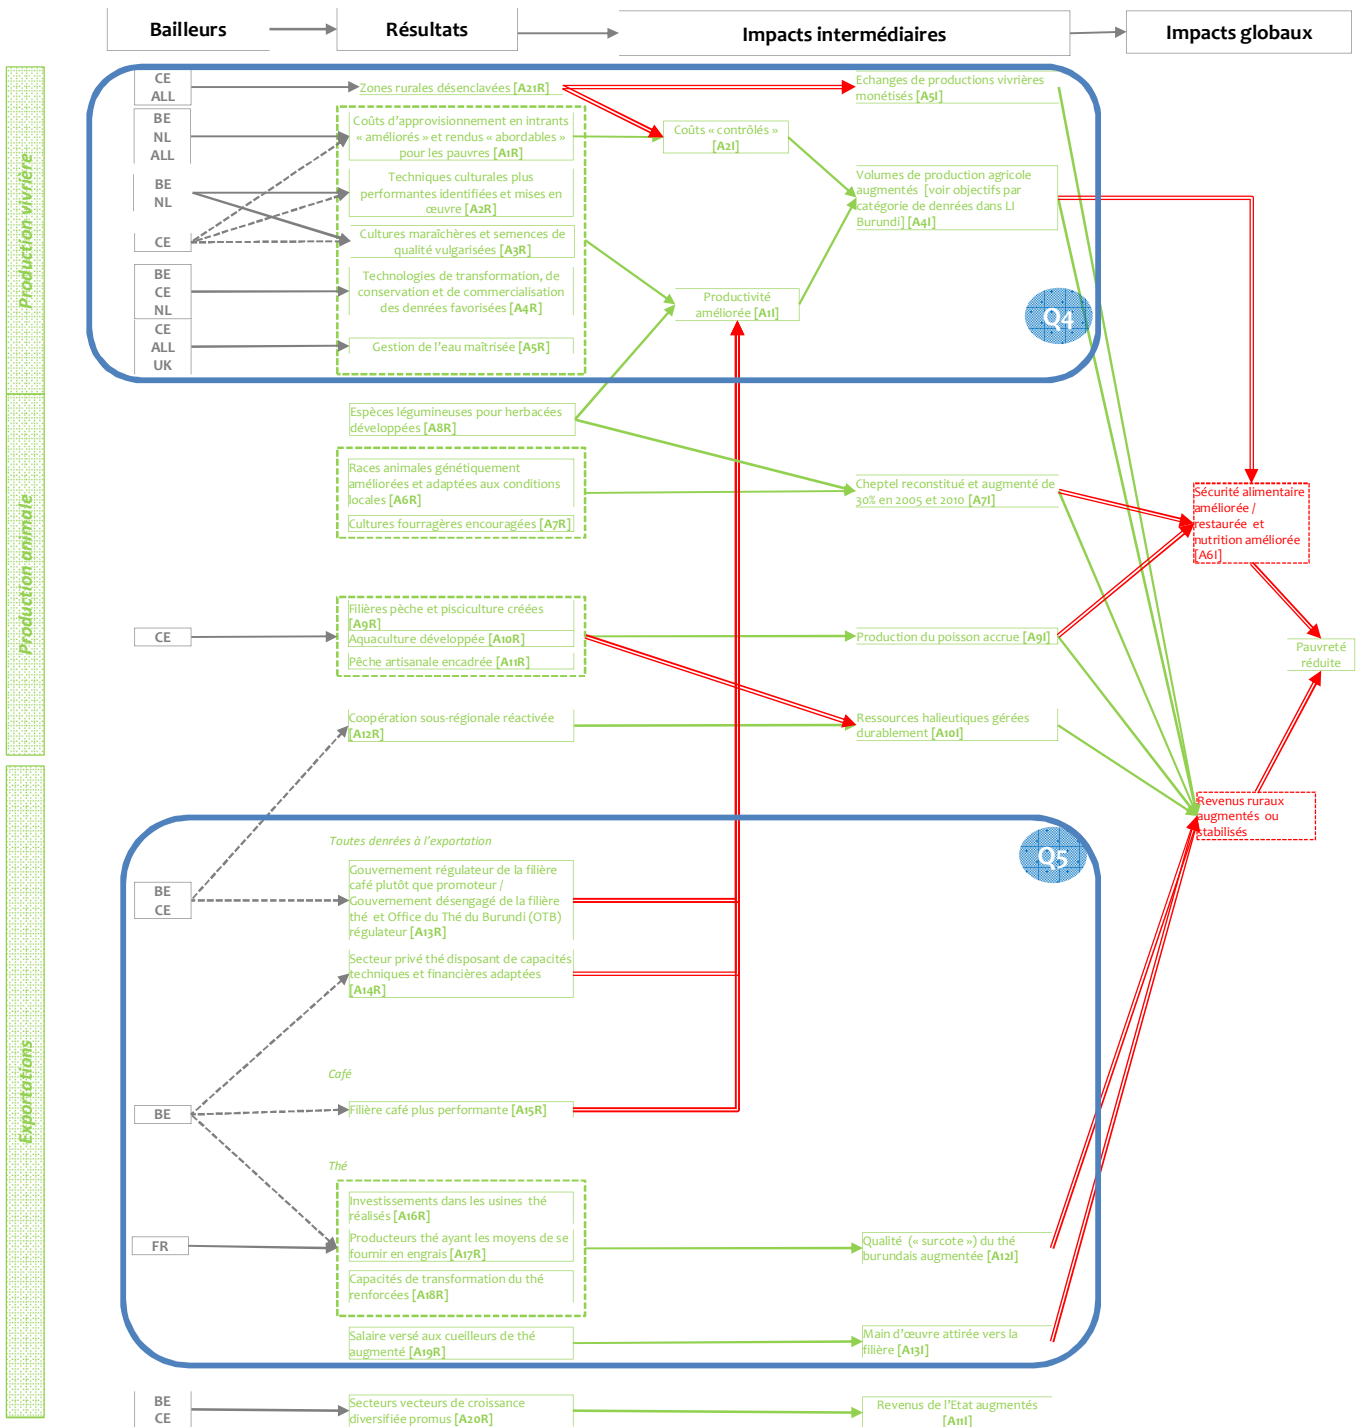 Bailleurs
Résultats
Impacts intermédiaires
Impacts globaux
Production vivrière
CE
ALL
Zones rurales désenclavées [A21R]
Echanges de productions vivrières
monétisés [A5I]
BE
NL
ALL
Coûts d'approvisionnement en intrants
« améliorés » et rendus « abordables »
pour les pauvres [A1R]
Coûts « contrôlés »
[A2I]
BE
NL
Techniques culturales plus
performantes identifiées et mises en
œuvre [A2R]
Volumes de production agricole
augmentés [voir objectifs par
catégorie de denrées dans LI
Burundi] [A4I]
CE
Cultures maraîchères et semences de
qualité vulgarisées [A3R]
BE
CE
NL
Technologies de transformation, de
conservation et de commercialisation
des denrées favorisées [A4R]
Productivité
améliorée [A1I]
Q4
CE
ALL
UK
Gestion de l'eau maîtrisée [A5R]
Production animale
Espèces légumineuses pour herbacées
développées [A8R]
Races animales génétiquement
améliorées et adaptées aux conditions
locales [A6R]
Cultures fourragères encouragées [A7R]
Cheptel reconstitué et augmenté de
30% en 2005 et 2010 [A7I]
Sécurité alimentaire
améliorée /
restaurée et
nutrition améliorée
[A6I]
CE
Filières pêche et pisciculture créées
[A9R]
Aquaculture développée [A10R]
Pêche artisanale encadrée [A11R]
Production du poisson accrue [A9I]
Pauvreté
réduite
Coopération sous-régionale réactivée
[A12R]
Ressources halieutiques gérées
durablement [A10I]
Revenus ruraux
augmentés ou
stabilisés
Exportations
Toutes denrées à l'exportation
Q5
BE
CE
Gouvernement régulateur de la filière
café plutôt que promoteur /
Gouvernement désengagé de la filière
thé et Office du Thé du Burundi (OTB)
régulateur [A13R]
Secteur privé thé disposant de capacités
techniques et financières adaptées
[A14R]
Café
BE
Filière café plus performante [A15R]
Thé
Investissements dans les usines thé
réalisés [A16R]
FR
Producteurs thé ayant les moyens de se
fournir en engrais [A17R]
Qualité (« surcote ») du thé
burundais augmentée [A12I]
Capacités de transformation du thé
renforcées [A18R]
Salaire versé aux cueilleurs de thé
augmenté [A19R]
Main d'œuvre attirée vers la
filière [A13I]
BE
CE
Secteurs vecteurs de croissance
diversifiée promus [A20R]
Revenus de l'Etat augmentés
[A11I]